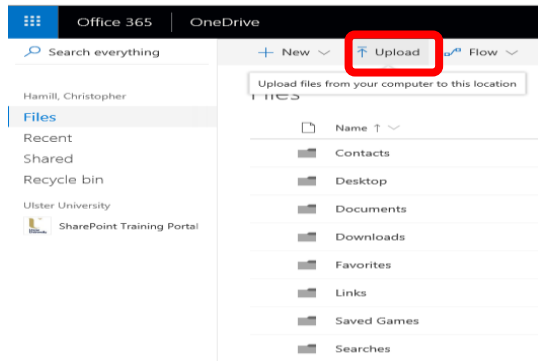 Office 365 OneDrive
Search everything
New Upload Flow
Upload files from your computer to this location
Hamill, Christopher
Files
Files
Recent
Shared
Recycle bin
Ulster University
SharePoint Training Portal
Name
Contacts
Desktop
Documents
Downloads
Favorites
Links
Saved Games
Searches